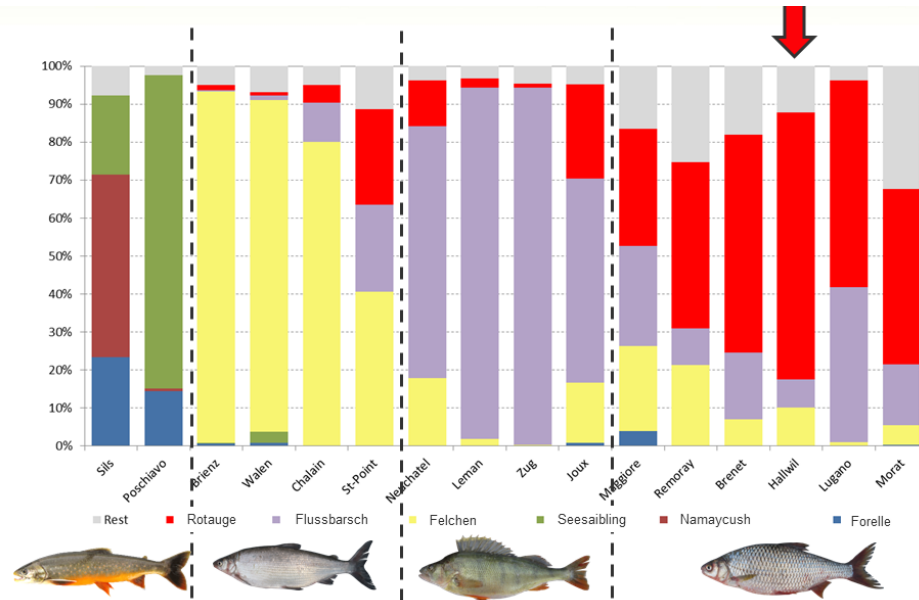 100%
90%
80%
70%
60%
50%
40%
30%
20%
10%
0%
Sils
Poschiavo
Brienz
Walen
Chalain
St-Point
Neuchatel
Leman
Zug
Joux
Maggiore
Remoray
Brenet
Hallwil
Lugano
Morat
Rest Rotauge Flussbarsch Felchen Seesaibling Namaycush Forelle